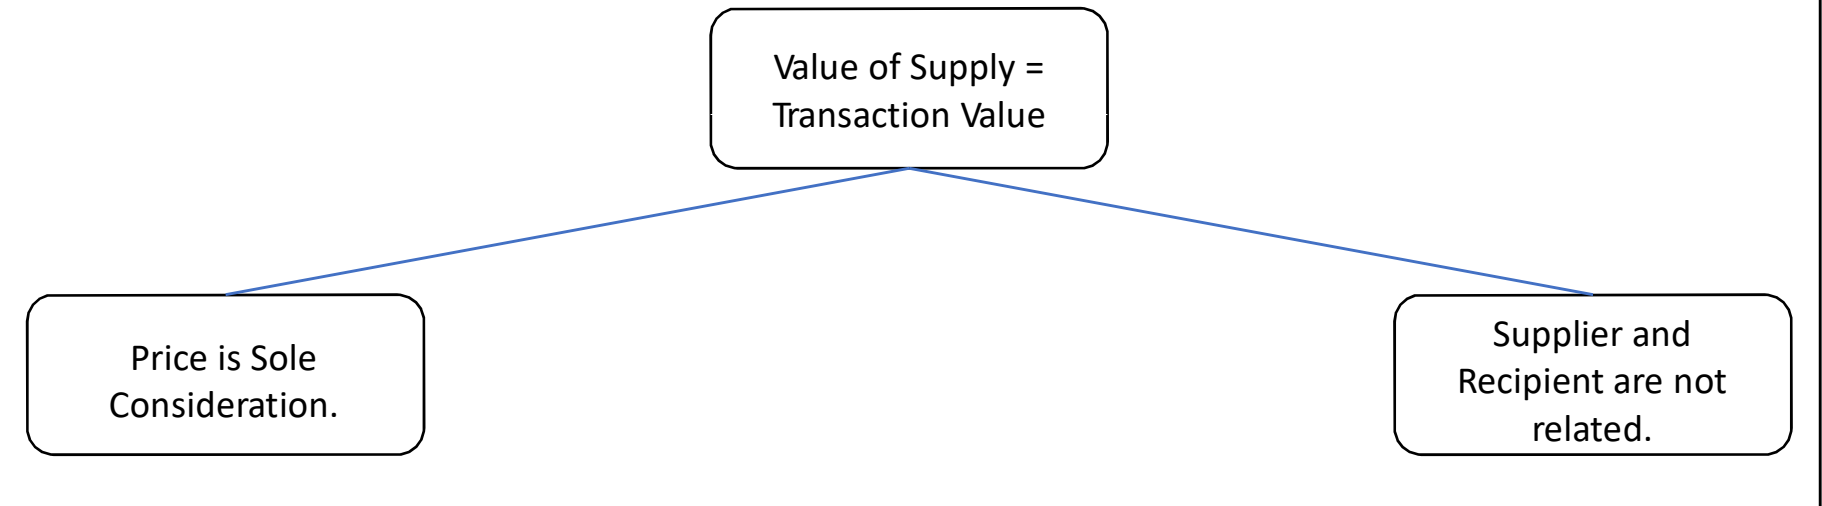 Value of Supply =
Transaction Value
Price is Sole
Consideration.
Supplier and
Recipient are not
related.